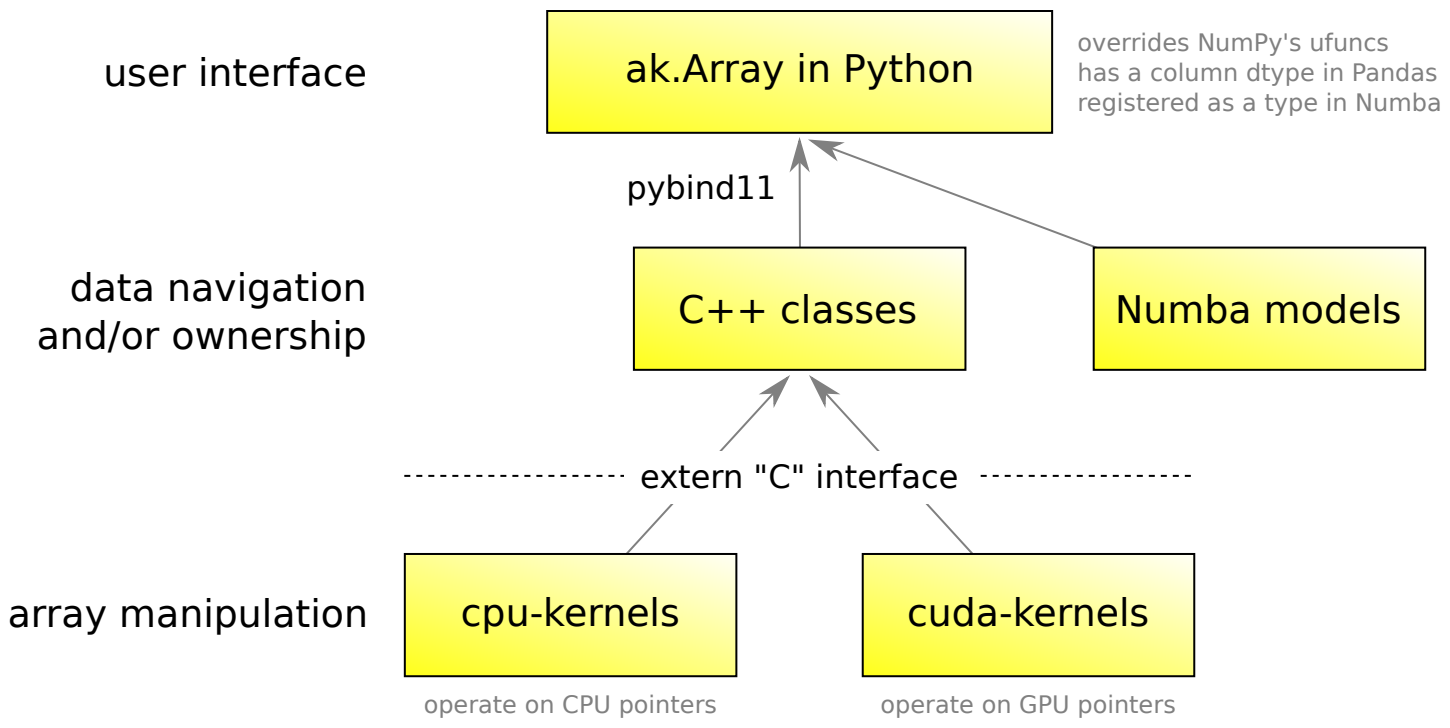 user interface
ak.Array in Python
overrides NumPy's ufuncs
has a column dtype in Pandas
registered as a type in Numba
pybind11
data navigation
and/or ownership
C++ classes
Numba models
extern "C" interface
array manipulation
cpu-kernels
cuda-kernels
operate on CPU pointers
operate on GPU pointers